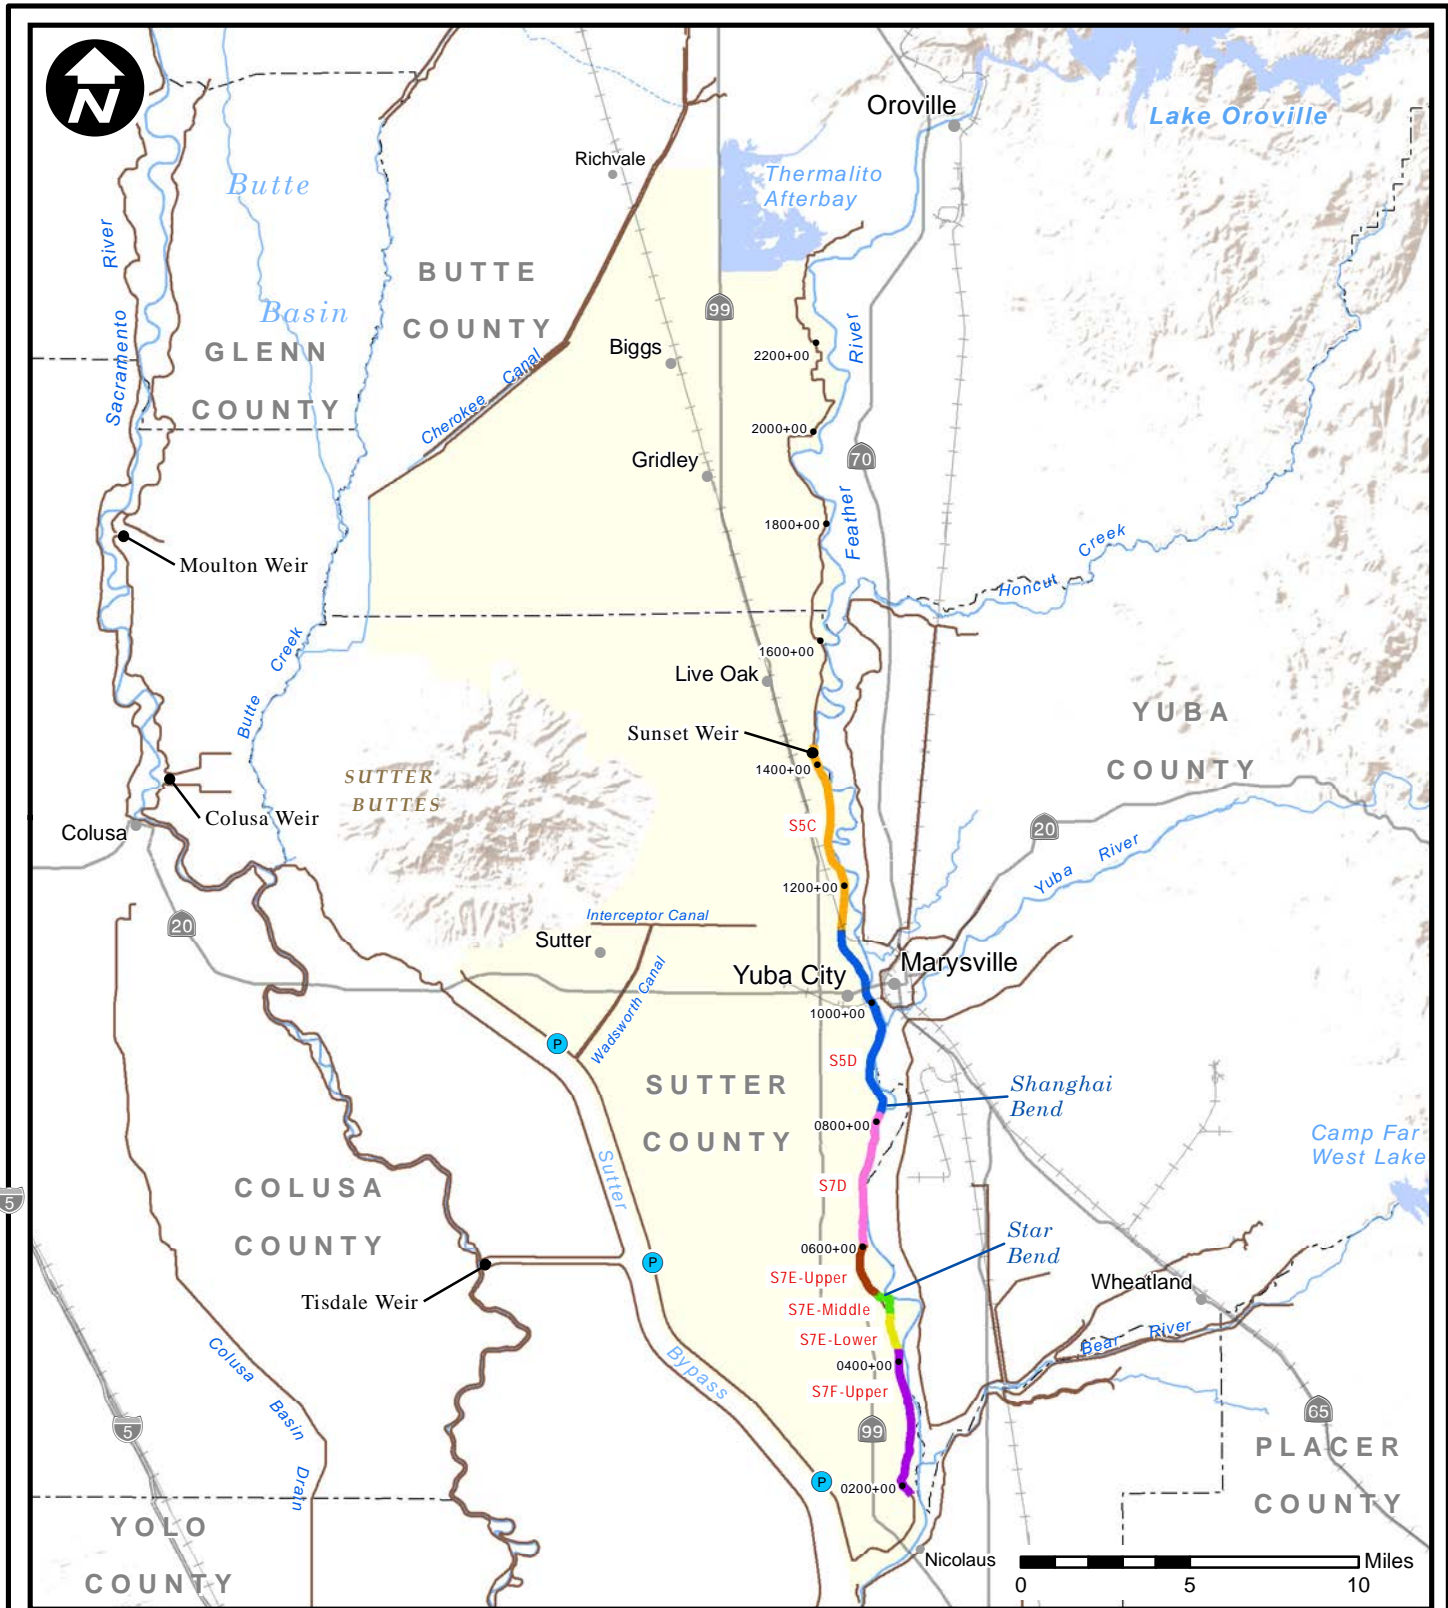 N
Oroville
Lake Oroville
Richvale
Thermalito
Afterbay
Butte
Basin
Sacramento River
BUTTE
COUNTY
99
GLENN
COUNTY
Biggs
2200+00
Feather River
Cherokee Canal
2000+00
Gridley
70
1800+00
Honcut Creek
Moulton Weir
1600+00
Butte Creek
Live Oak
YUBA
COUNTY
Sunset Weir
1400+00
SUTTER
BUTTES
S5C
Colusa Weir
Colusa
20
Yuba River
1200+00
20
Interceptor Canal
Sutter
Wadsworth Canal
Yuba City
Marysville
1000+00
P
S5D
SUTTER
COUNTY
Shanghai
Bend
0800+00
Camp Far
West Lake
Sutter
Bypass
COLUSA
COUNTY
S7D
5
Star
Bend
0600+00
P
S7E-Upper
Wheatland
Tisdale Weir
S7E-Middle
S7E-Lower
Bear River
0400+00
Colusa Basin Drain
S7F-Upper
5
99
65
PLACER
COUNTY
P
0200+00
YOLO
COUNTY
Nicolaus
Miles
0 5 10